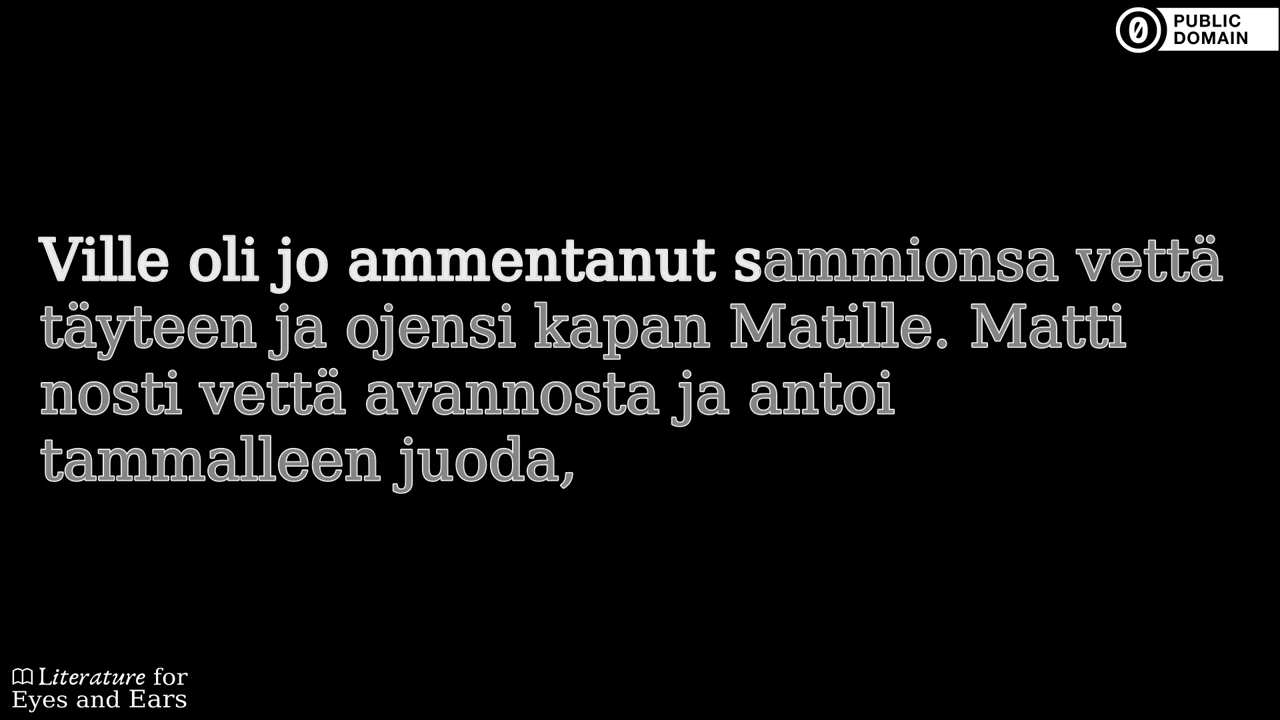 PUBLIC
DOMAIN
Ville oli jo ammentanut sammionsa vettä
täyteen ja ojensi kapan Matille. Matti
nosti vettä avannosta ja antoi
tammalleen juoda,
Literature for
Eyes and Ears